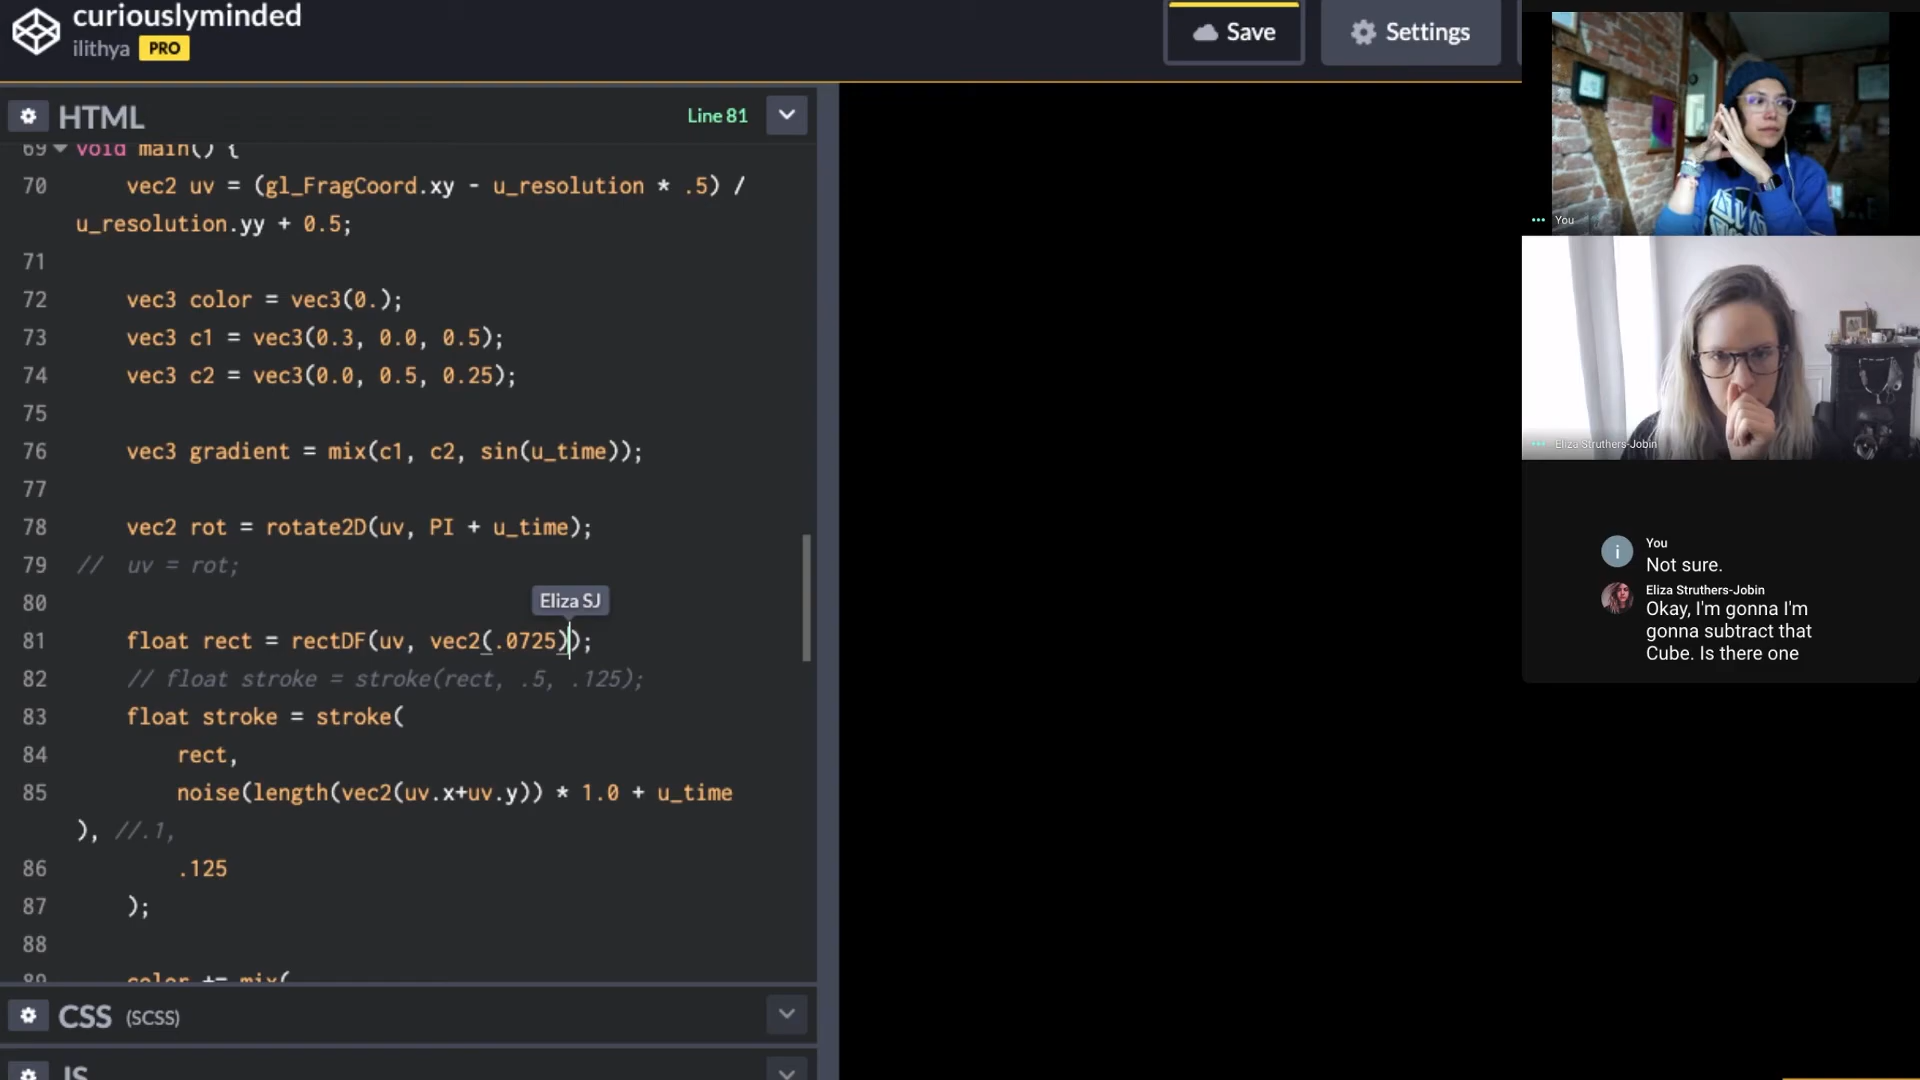 curiouslyminded
ilithya PRO
Save
Settings
HTML
Line 81
69 void main() {
70 vec2 uv = (gl_FragCoord.xy - u_resolution * .5) /
u_resolution.yy + 0.5;
71
72 vec3 color = vec3(0.);
73 vec3 c1 = vec3(0.3, 0.0, 0.5);
74 vec3 c2 = vec3(0.0, 0.5, 0.25);
75
76 vec3 gradient = mix(c1, c2, sin(u_time));
77
78 vec2 rot = rotate2D(uv, PI + u_time);
79 // uv = rot;
80
Eliza SJ
81 float rect = rectDF(uv, vec2(.0725));
82 // float stroke = stroke(rect, .5, .125);
83 float stroke = stroke(
84 rect,
85 noise(length(vec2(uv.x+uv.y)) * 1.0 + u_time
), //.1,
86 .125
87 );
88
89 color += mix(
CSS (SCSS)
JS
You
Eliza Struthers-Jobin
i
You
Not sure.
Eliza Struthers-Jobin
Okay, I'm gonna I'm
gonna subtract that
Cube. Is there one